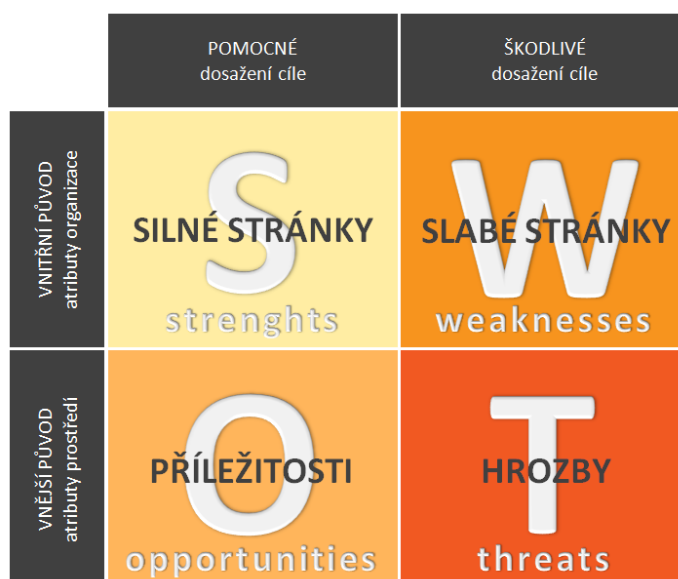 POMOCNÉ
dosažení cíle
ŠKODLIVÉ
dosažení cíle
VNITŘNÍ PŮVOD
atributy organizace
S
SILNÉ STRÁNKY
strenghts
W
SLABÉ STRÁNKY
weaknesses
VNĚJŠÍ PŮVOD
atributy prostředí
O
PŘÍLEŽITOSTI
opportunities
T
HROZBY
threats